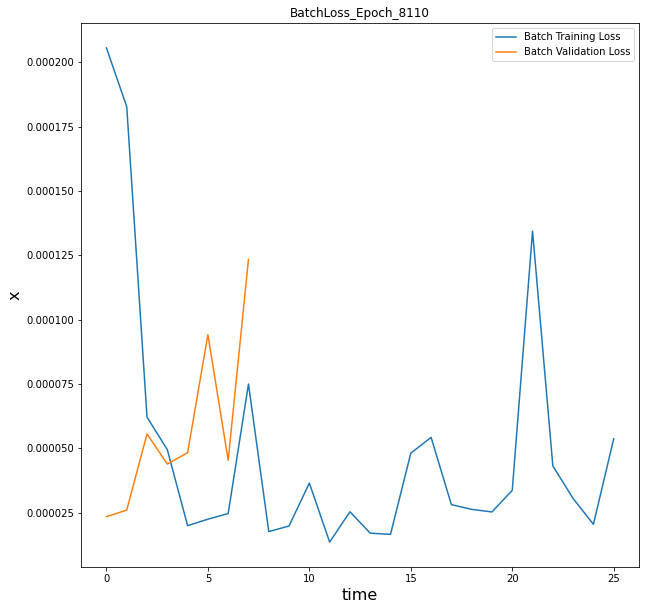 BatchLoss_Epoch_8110
Batch Training Loss
Batch Validation Loss
0.000200
0.000175
0.000150
0.000125
0.000100
0.000075
0.000050
0.000025
x
0 5 10 15 20 25
time